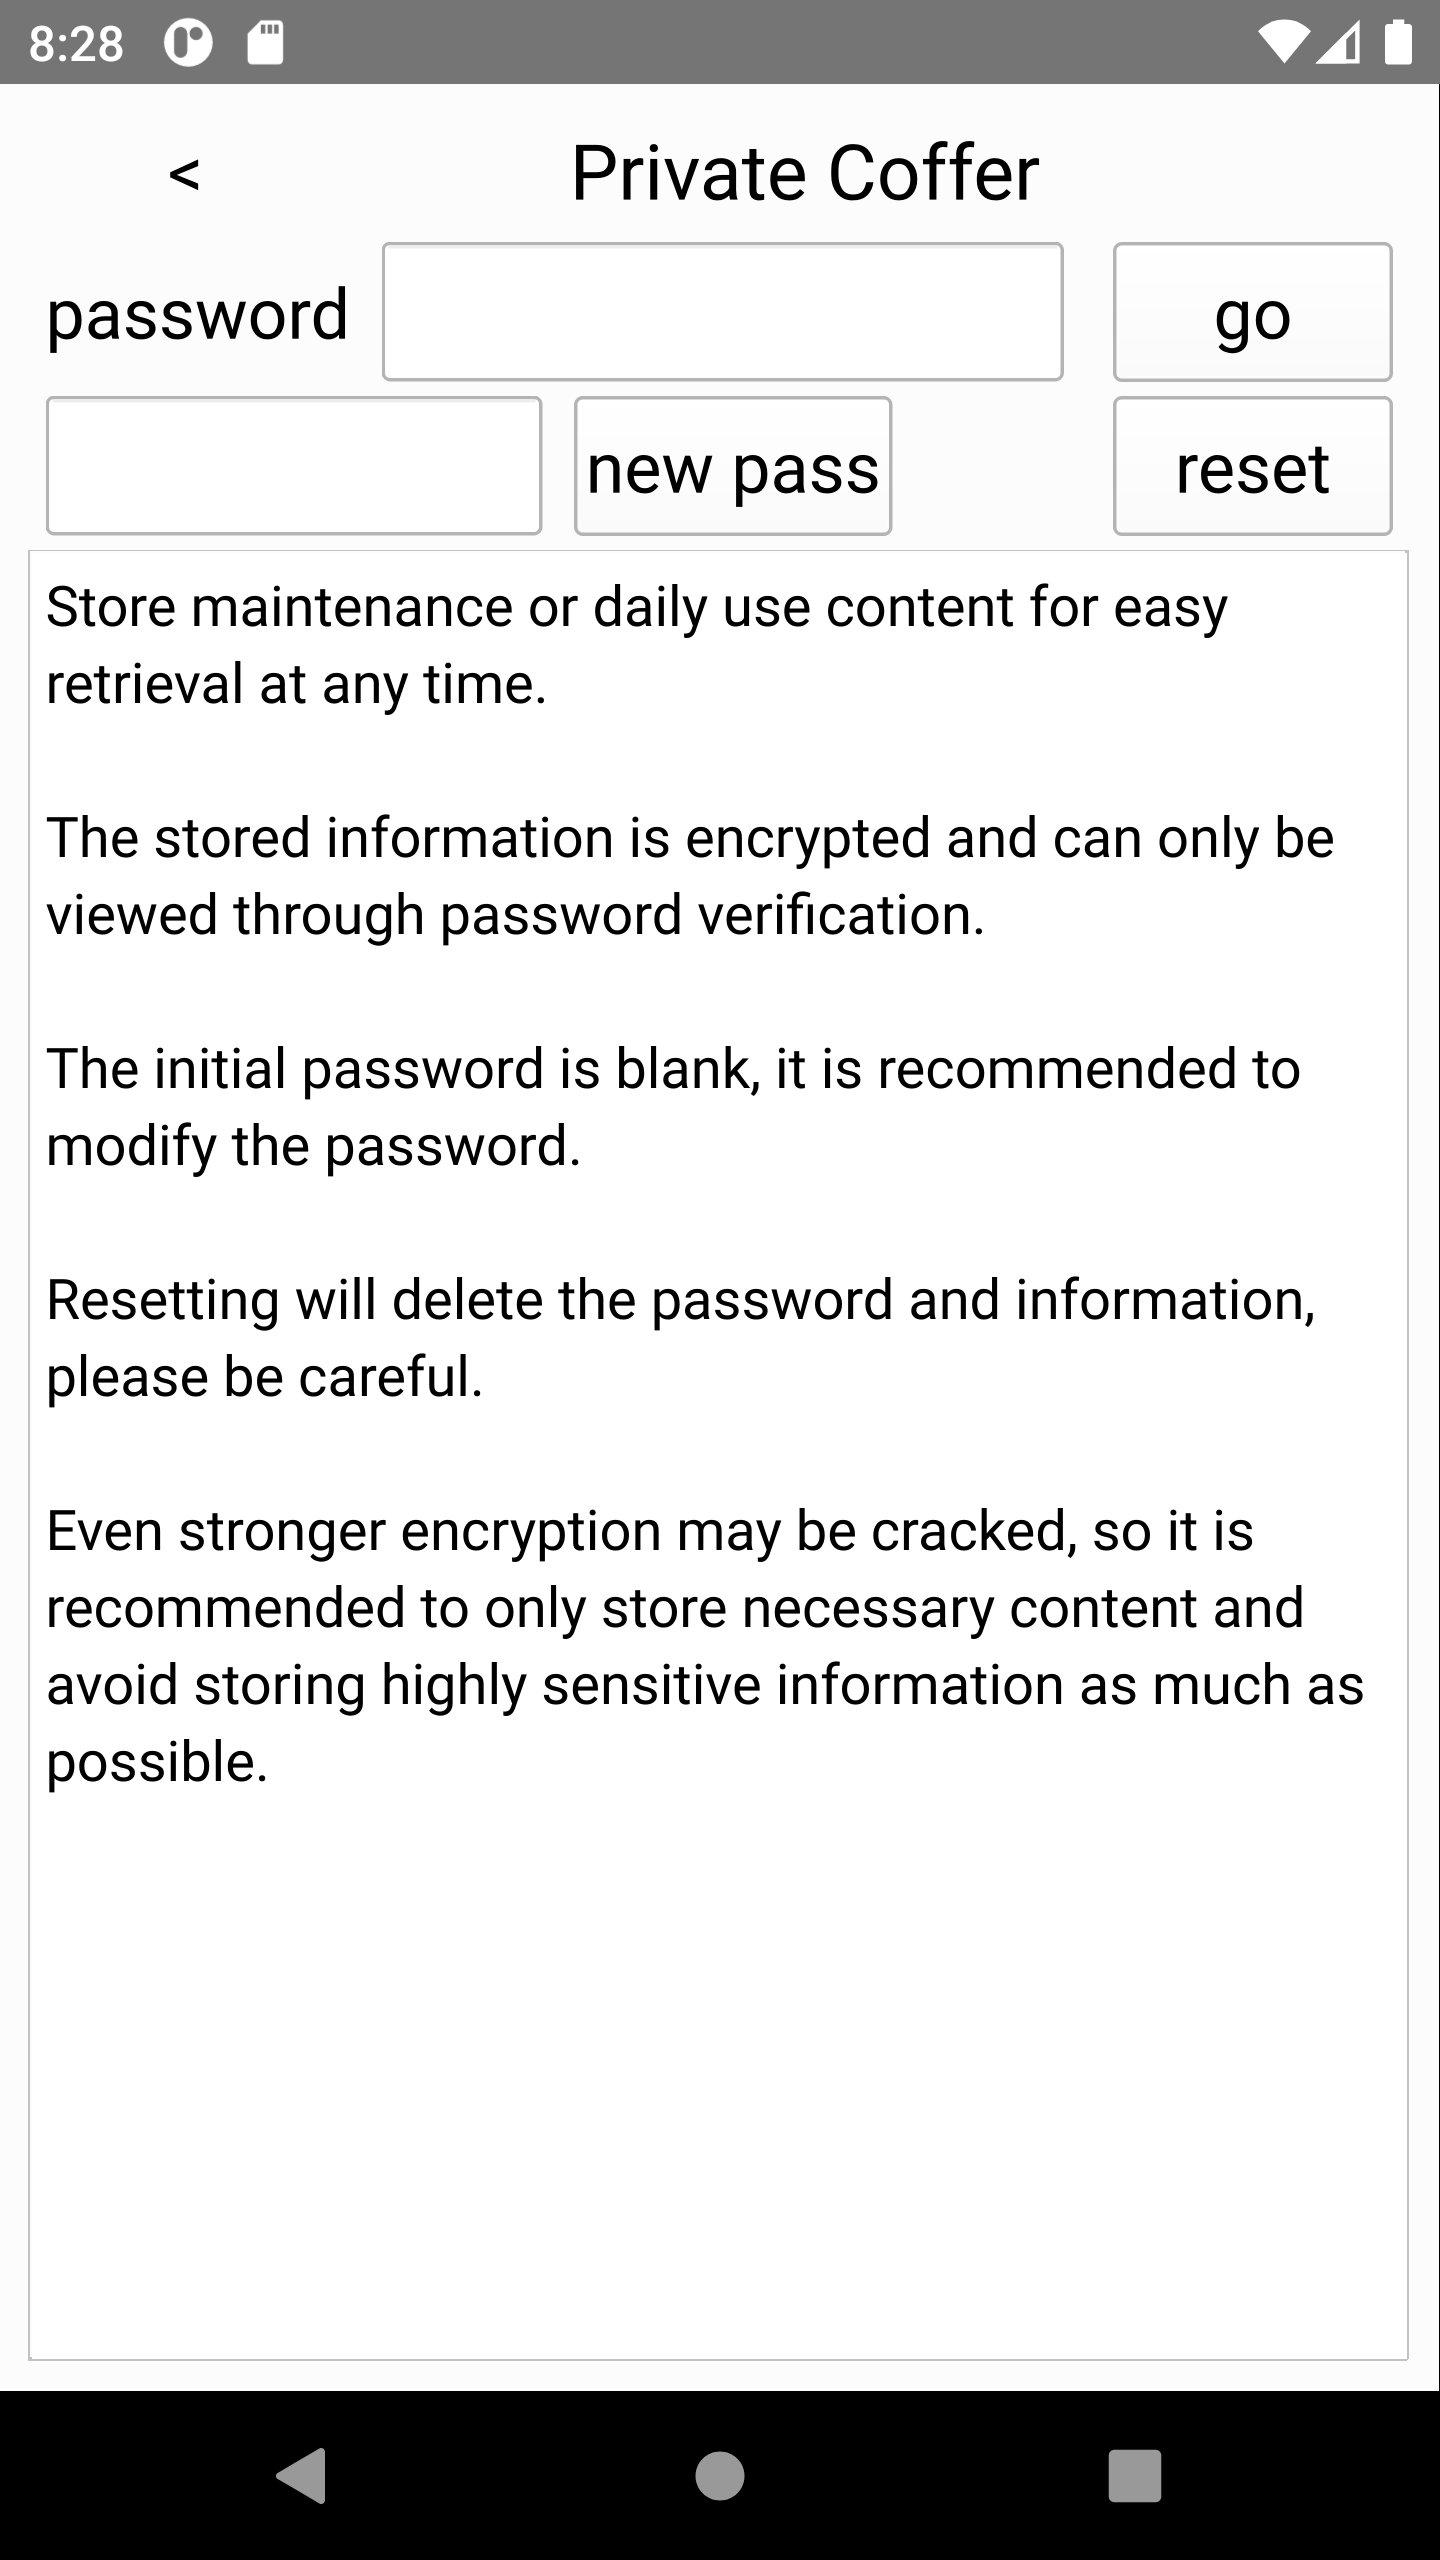 8:28
< Private Coffer
password go
new pass reset
Store maintenance or daily use content for easy
retrieval at any time.
The stored information is encrypted and can only be
viewed through password verification.
The initial password is blank, it is recommended to
modify the password.
Resetting will delete the password and information,
please be careful.
Even stronger encryption may be cracked, so it is
recommended to only store necessary content and
avoid storing highly sensitive information as much as
possible.